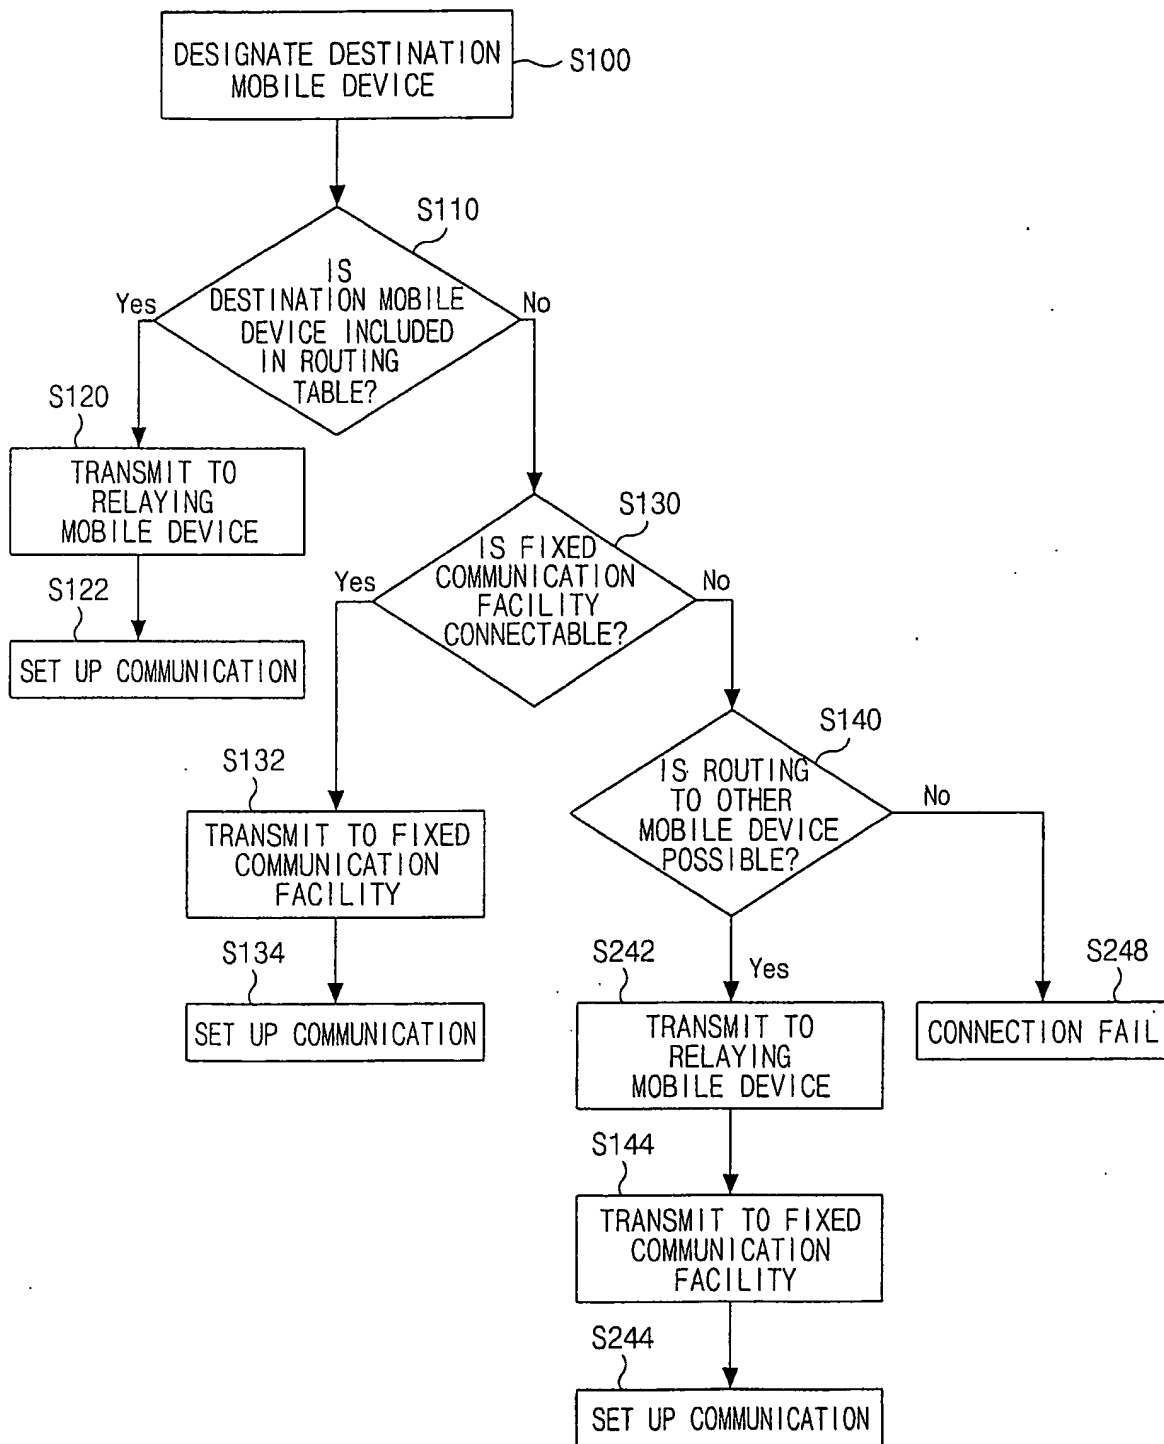 DESIGNATE DESTINATION
MOBILE DEVICE
S100
S110
IS
DESTINATION MOBILE
DEVICE INCLUDED
IN ROUTING
TABLE?
Yes
No
S120
TRANSMIT TO
RELAYING
MOBILE DEVICE
S122
SET UP COMMUNICATION
S130
IS FIXED
COMMUNICATION
FACILITY
CONNECTABLE?
Yes
No
S132
TRANSMIT TO FIXED
COMMUNICATION
FACILITY
S134
SET UP COMMUNICATION
S140
IS ROUTING
TO OTHER
MOBILE DEVICE
POSSIBLE?
No
Yes
S242
TRANSMIT TO
RELAYING
MOBILE DEVICE
S248
CONNECTION FAIL
S144
TRANSMIT TO FIXED
COMMUNICATION
FACILITY
S244
SET UP COMMUNICATION